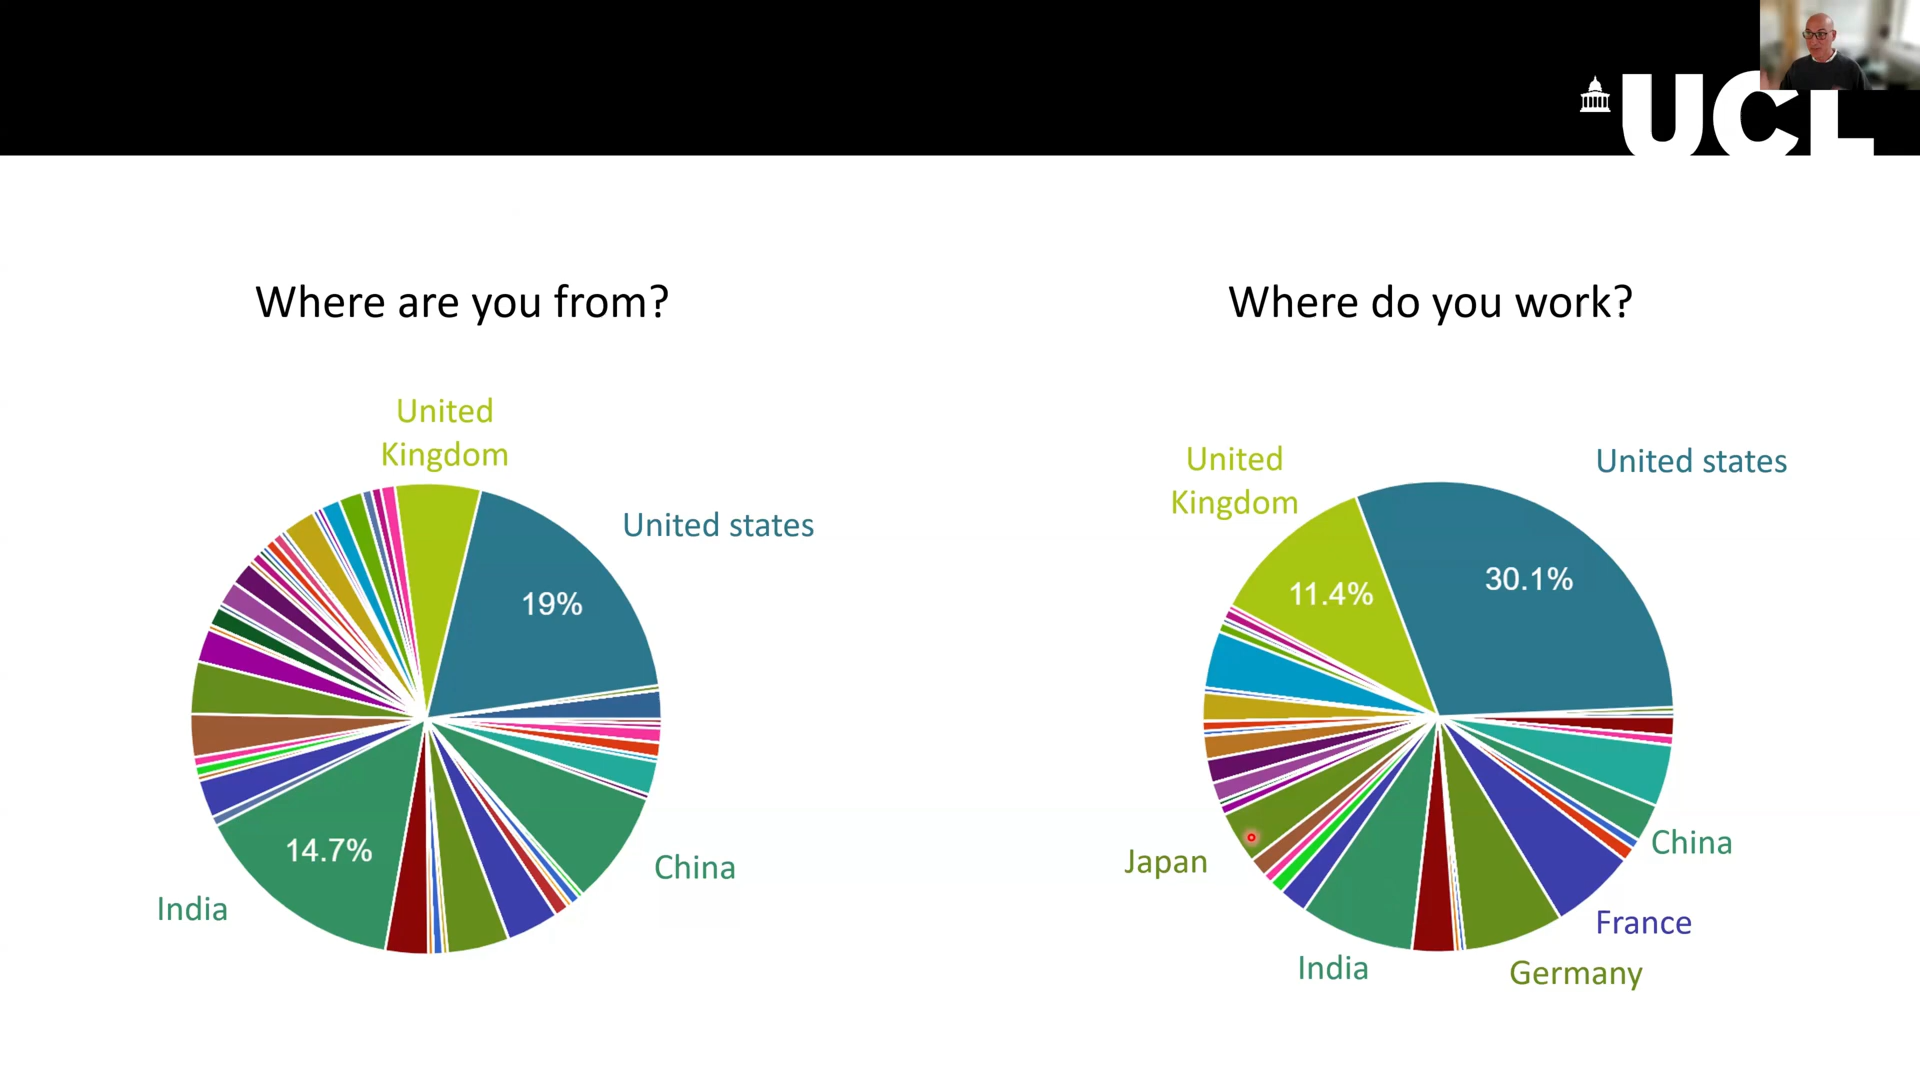 UCL
Where are you from?
Where do you work?
United
Kingdom
United states
19%
14.7%
India
China
United
Kingdom
United states
11.4%
30.1%
Japan
India
Germany
France
China